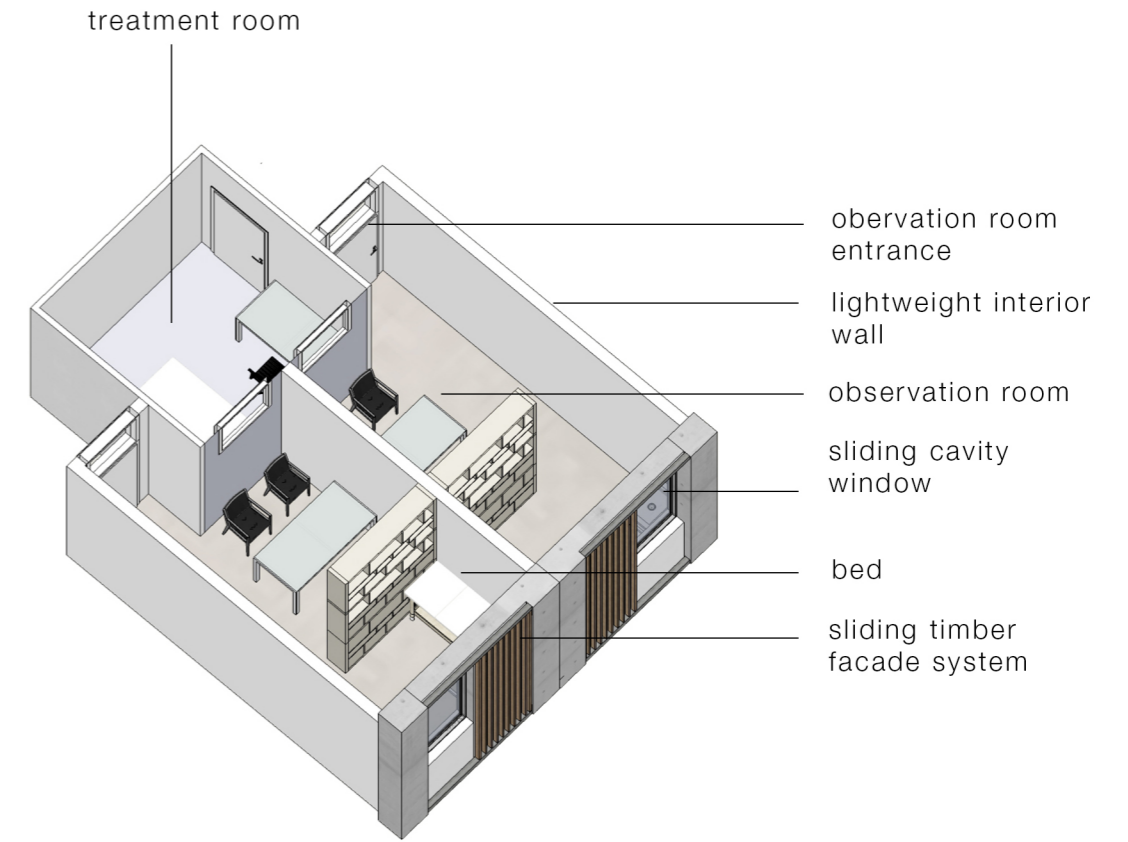 treatment room
obervation room
entrance
lightweight interior
wall
observation room
sliding cavity
window
bed
sliding timber
facade system